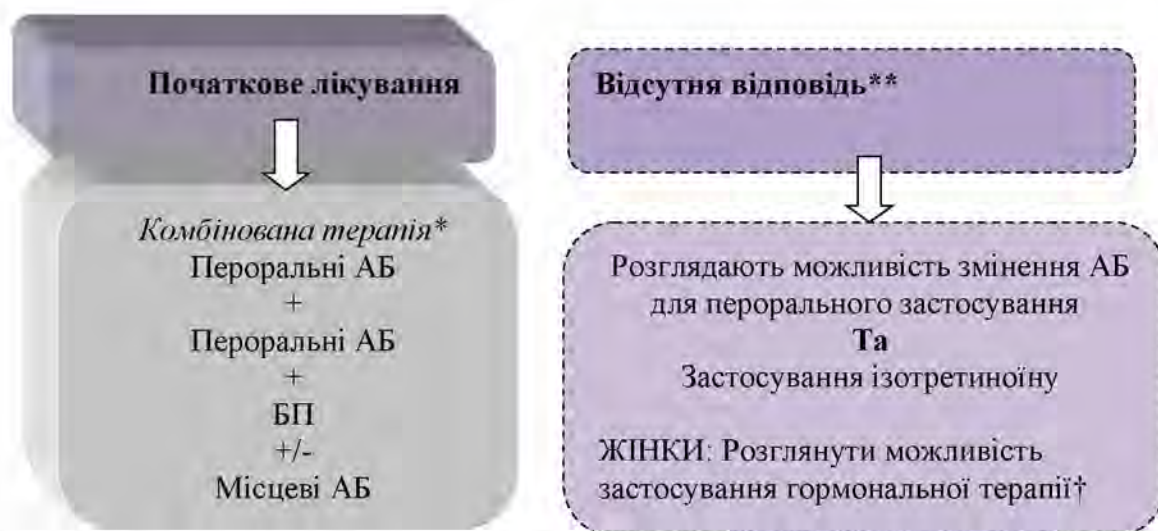 Початкове лікування
Комбінована терапія*
Пероральні АБ
+
Пероральні АБ
+
БП
+/-
Місцеві АБ
Відсутня відповідь**
Розглядають можливість змінення АБ
для перорального застосування
Та
Застосування ізотретиноїну
ЖІНКИ: Розглянути можливість
застосування гормональної терапії†